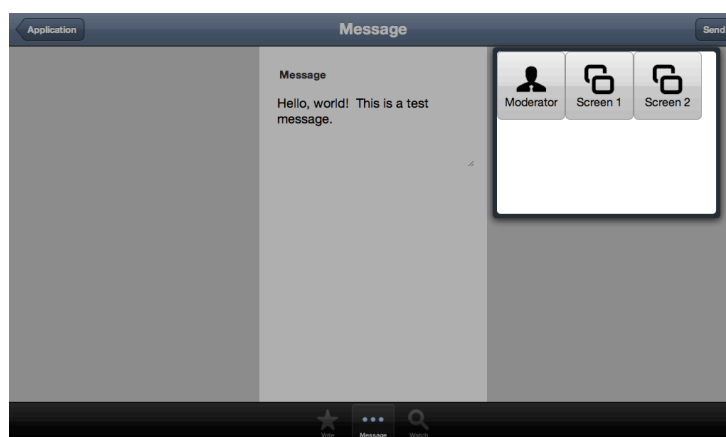 Application
Message
Send
Message
Hello, world!  This is a test
message.
Moderator
Screen 1
Screen 2
Vote
Message
Watch